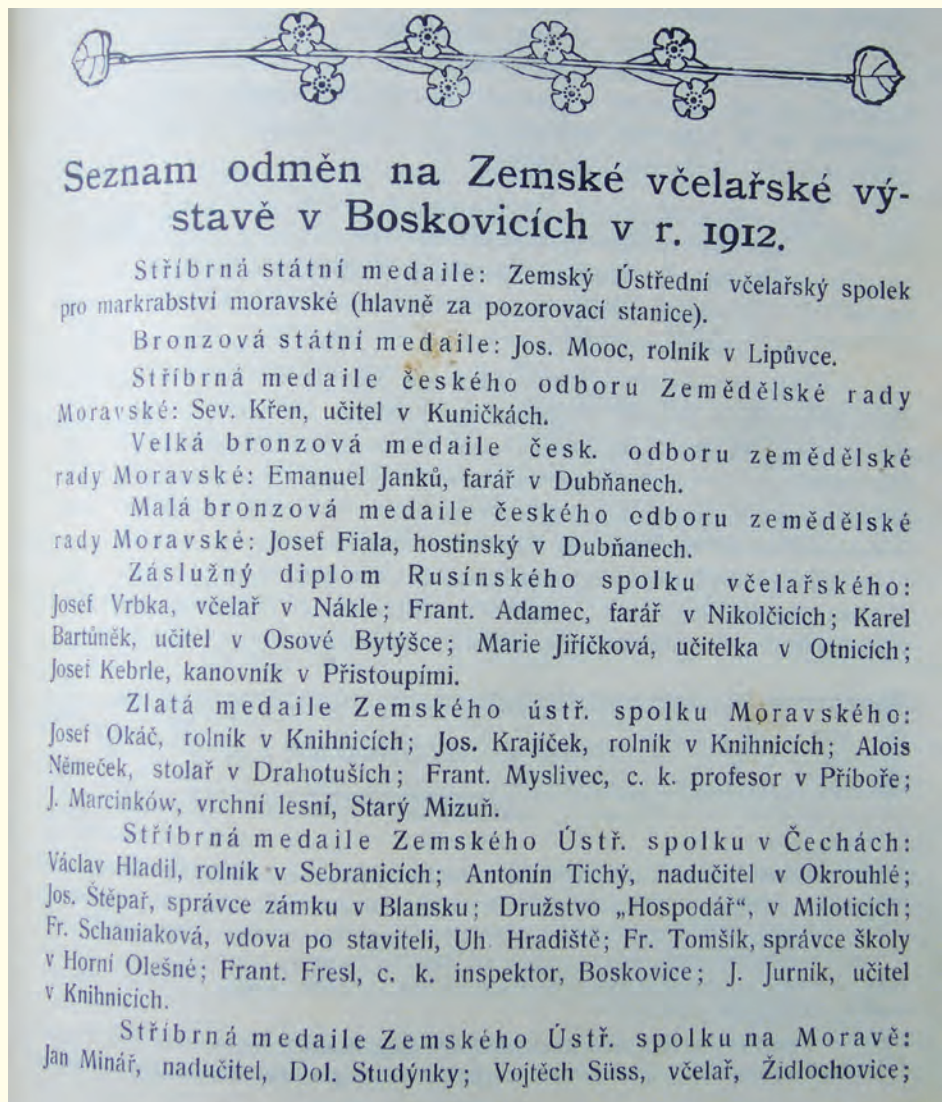 Seznam odměn na Zemské včelařské vý-
stavě v Boskovicích v r. 1912.
Stříbrná státní medaile: Zemský Ústřední včelařský spolek
pro markrabství moravské (hlavně za pozorovací stanice).
Bronzová státní medaile: Jos. Mooc, rolník v Lipůvce.
Stříbrná medaile českého odboru Zemědělské rady
Moravské: Sev. Křen, učitel v Kuničkách.
Velká bronzová medaile česk. odboru zemědělské
rady Moravské: Emanuel Janků, farář v Dubňanech.
Malá bronzová medaile českého odboru zemědělské
rady Moravské: Josef Fiala, hostinský v Dubňanech.
Záslužný diplom Rusínského spolku včelařského:
Josef Vrbka, včelař v Nákle; Frant. Adamec, farář v Nikolčicích; Karel
Bartůněk, učitel v Osové Bytýšce; Marie Jiříčková, učitelka v Otnicích;
Josef Kebrle, kanovník v Přistoupími.
Zlatá medaile Zemského ústř. spolku Moravského:
Josef Okáč, rolník v Knihnicích; Jos. Krajíček, rolník v Knihnicích; Alois
Němeček, stolař v Drahotuších; Frant. Myslivec, c. k. profesor v Příboře;
J. Marcinków, vrchní lesní, Starý Mizuň.
Stříbrná medaile Zemského Ústř. spolku v Čechách:
Václav Hladil, rolník v Sebranicích; Antonín Tichý, nadučitel v Okrouhlé;
Jos. Štěpař, správce zámku v Blansku; Družstvo „Hospodář“, v Miloticích;
Fr. Schaniaková, vdova po staviteli, Uh. Hradiště; Fr. Tomšík, správce školy
v Horní Olešné; Frant. Fresl, c. k. inspektor, Boskovice; J. Jurník, učitel
v Knihnicích.
Stříbrná medaile Zemského Ústř. spolku na Moravě:
Jan Minář, nadučitel, Dol. Studýnky; Vojtěch Süss, včelař, Židlochovice;